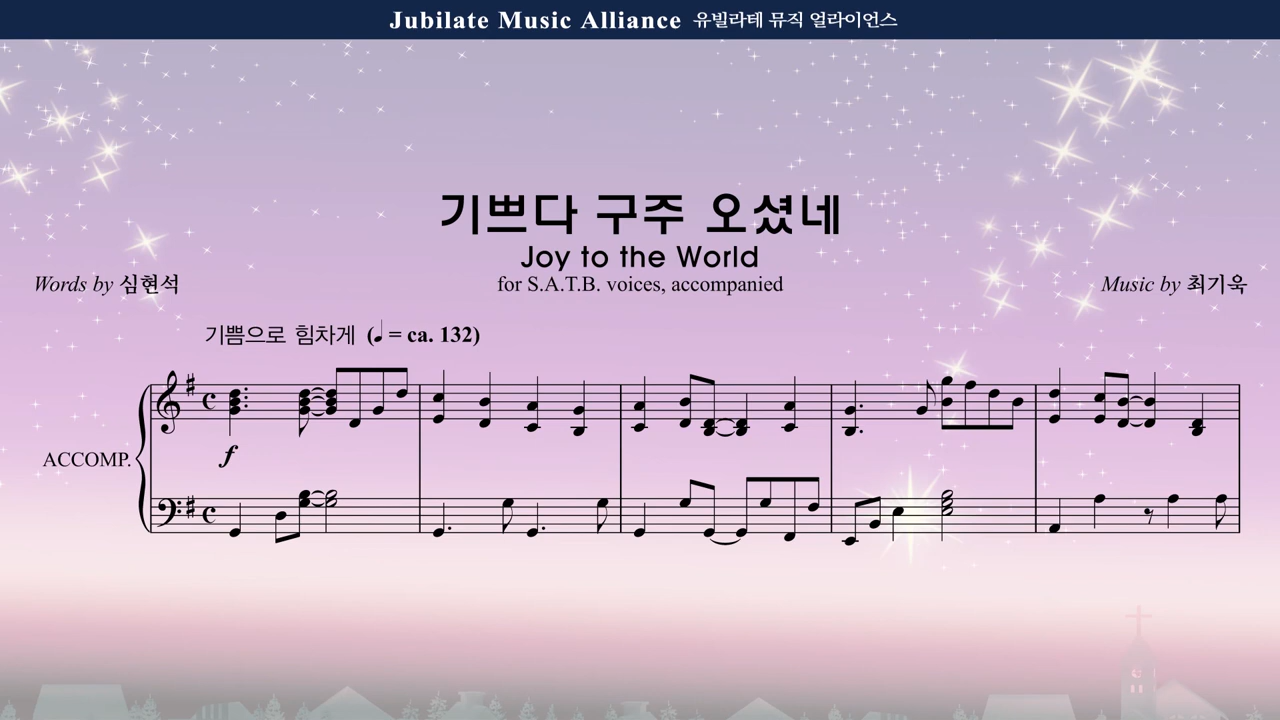 Jubilate Music Alliance 유빌라테 뮤직 얼라이언스
기쁘다 구주 오셨네
Joy to the World
Words by 심현석
for S.A.T.B. voices, accompanied
Music by 최기욱
기쁨으로 힘차게 (♩ = ca. 132)
f
ACCOMP.